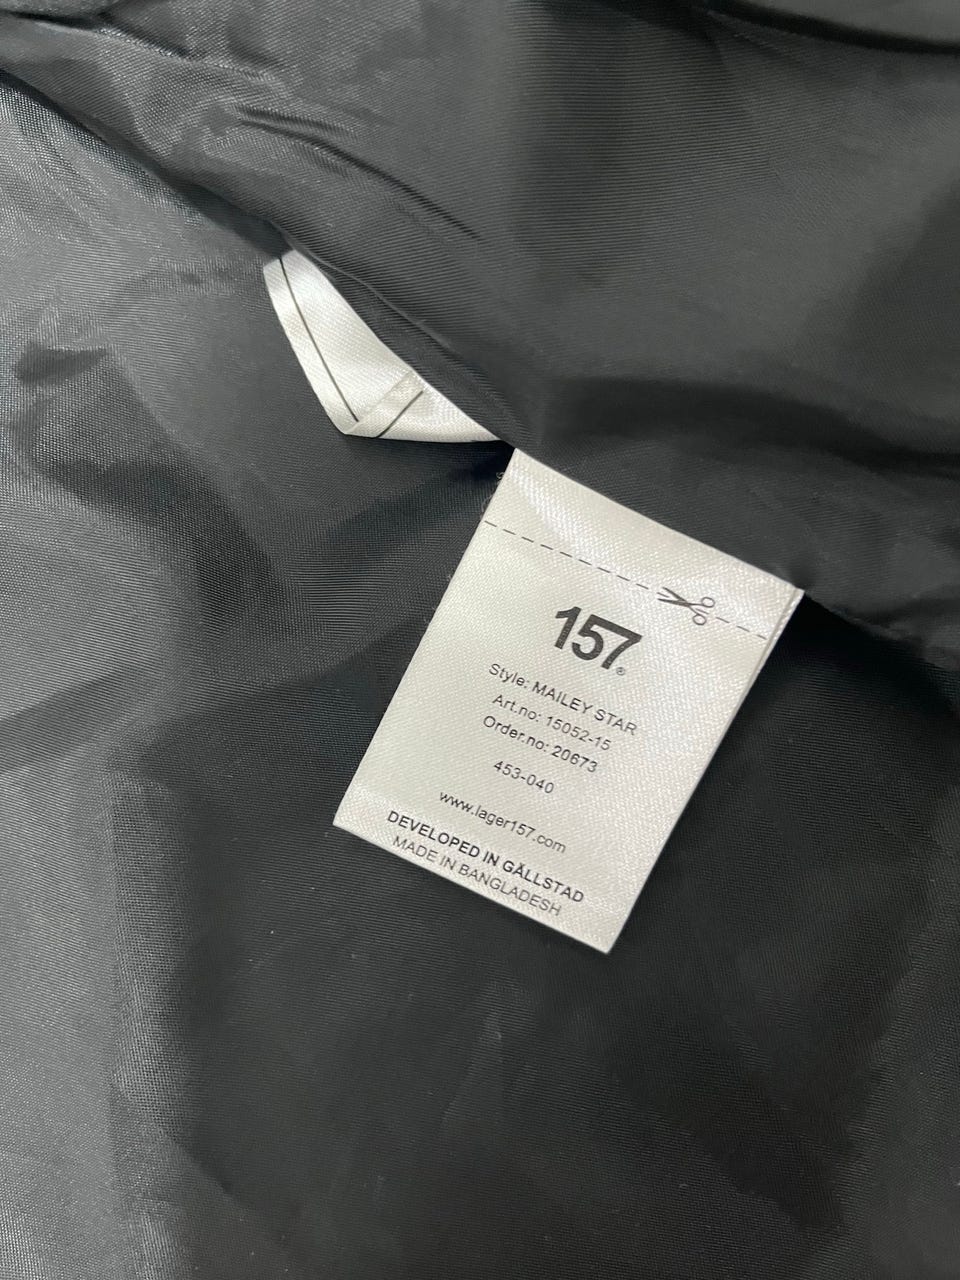 157®
Style: MAILEY STAR
Art.no: 15052-15
Order.no: 20673
453-040
www.lager157.com
DEVELOPED IN GÄLLSTAD
MADE IN BANGLADESH